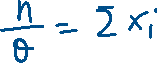 n/θ = Σ xᵢ